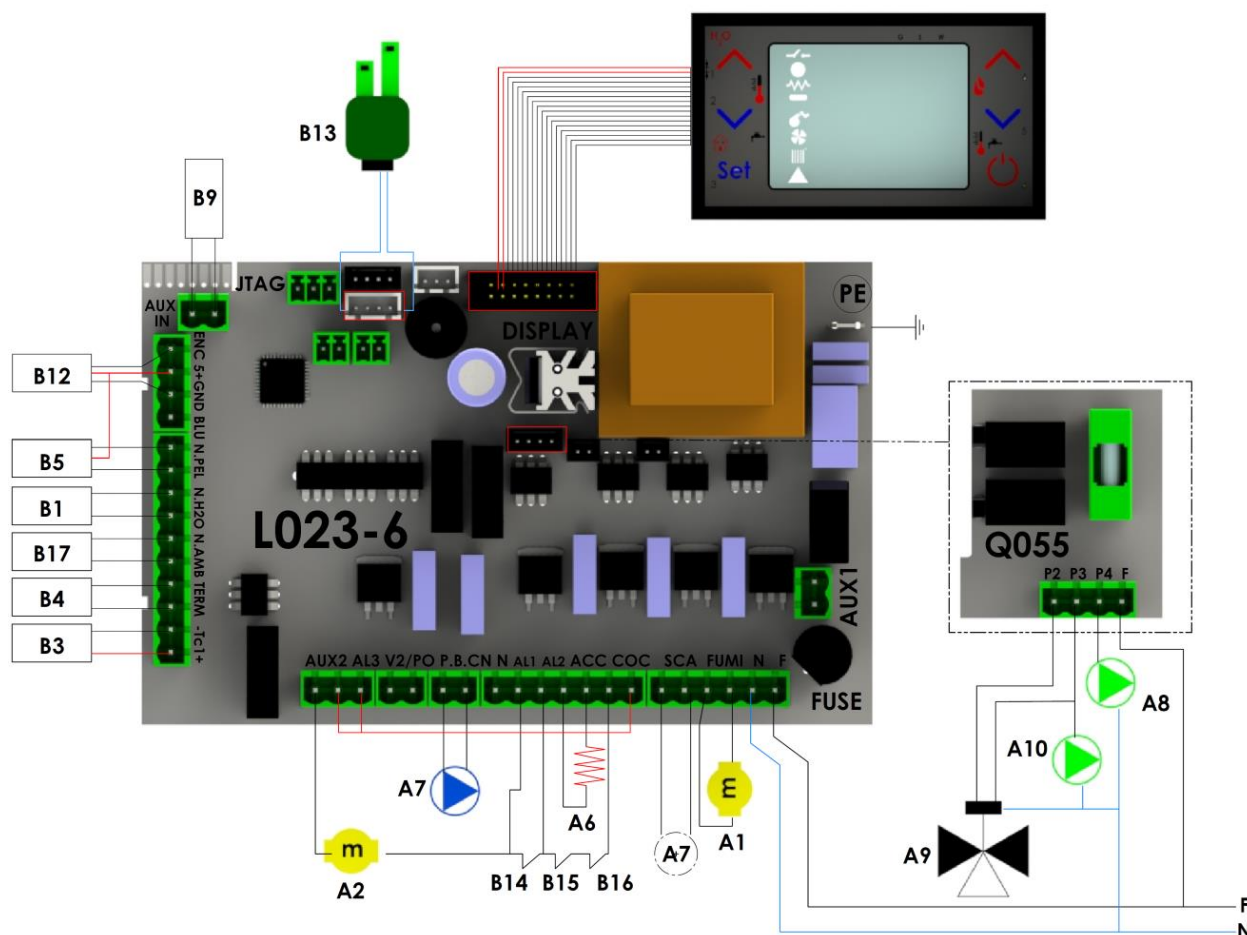 H2O
Set
B13
B9
JTAG
AUX
IN
DISPLAY
PE
ENC 5+GND BLU N.PEL N.H2O N.AMB TERM -Tc1+
B12
B5
B1
B17
B4
B3
L023-6
AUX1
FUSE
AUX2 AL3 V2/PO P.B.CN N AL1 AL2 ACC COC SCA FUMI N F
Q055
P2 P3 P4 F
A8
A10
A7
m
A2
A6
B14
B15
B16
A7
m
A1
A9
F
N